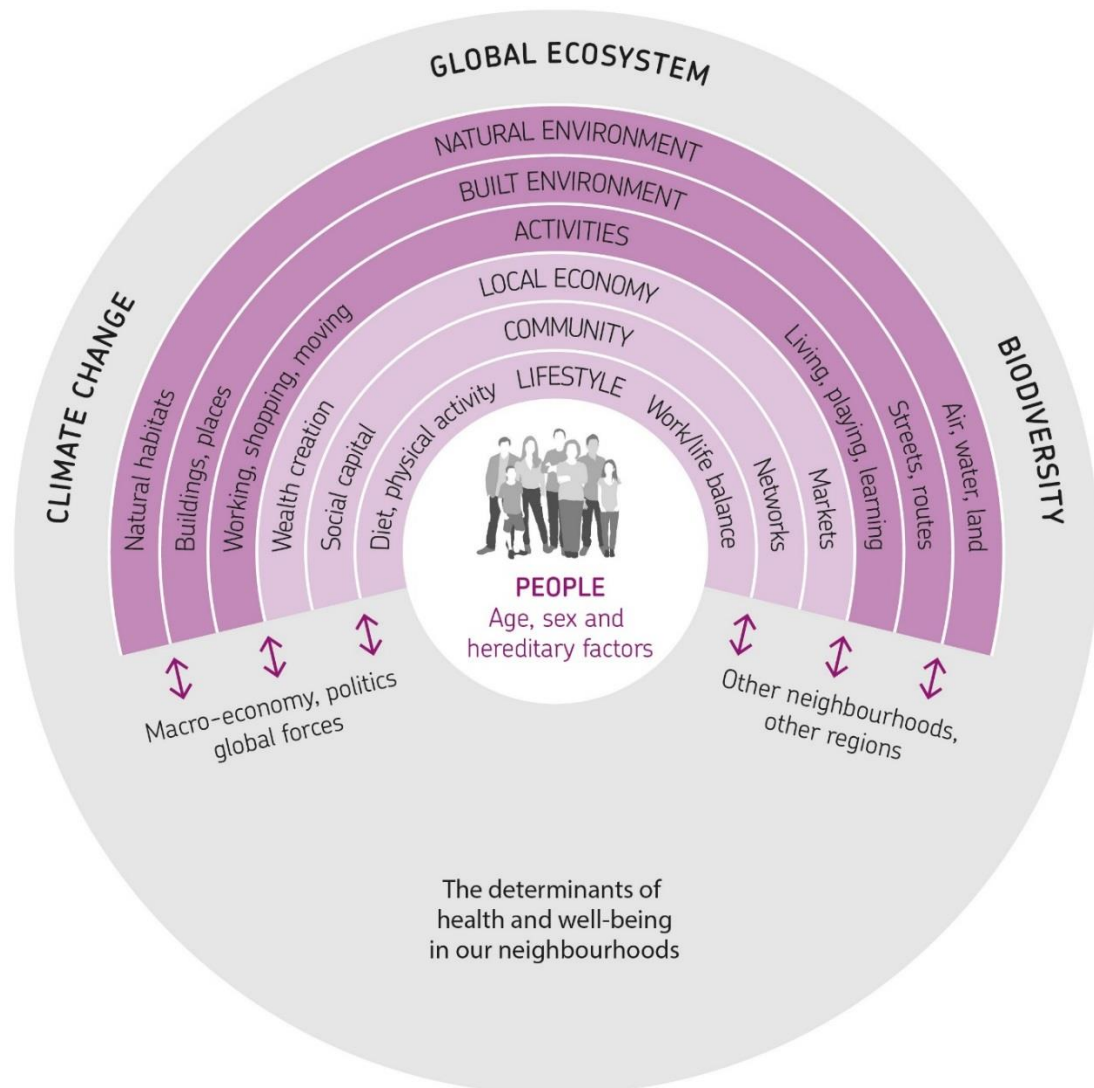 GLOBAL ECOSYSTEM
CLIMATE CHANGE
BIODIVERSITY
NATURAL ENVIRONMENT
Natural habitats
Air, water, land
BUILT ENVIRONMENT
Buildings, places
Streets, routes
ACTIVITIES
Working, shopping, moving
Living, playing, learning
LOCAL ECONOMY
Wealth creation
Markets
COMMUNITY
Social capital
Networks
LIFESTYLE
Diet, physical activity
Work/life balance
PEOPLE
Age, sex and
hereditary factors
Macro-economy, politics
global forces
Other neighbourhoods,
other regions
The determinants of
health and well-being
in our neighbourhoods